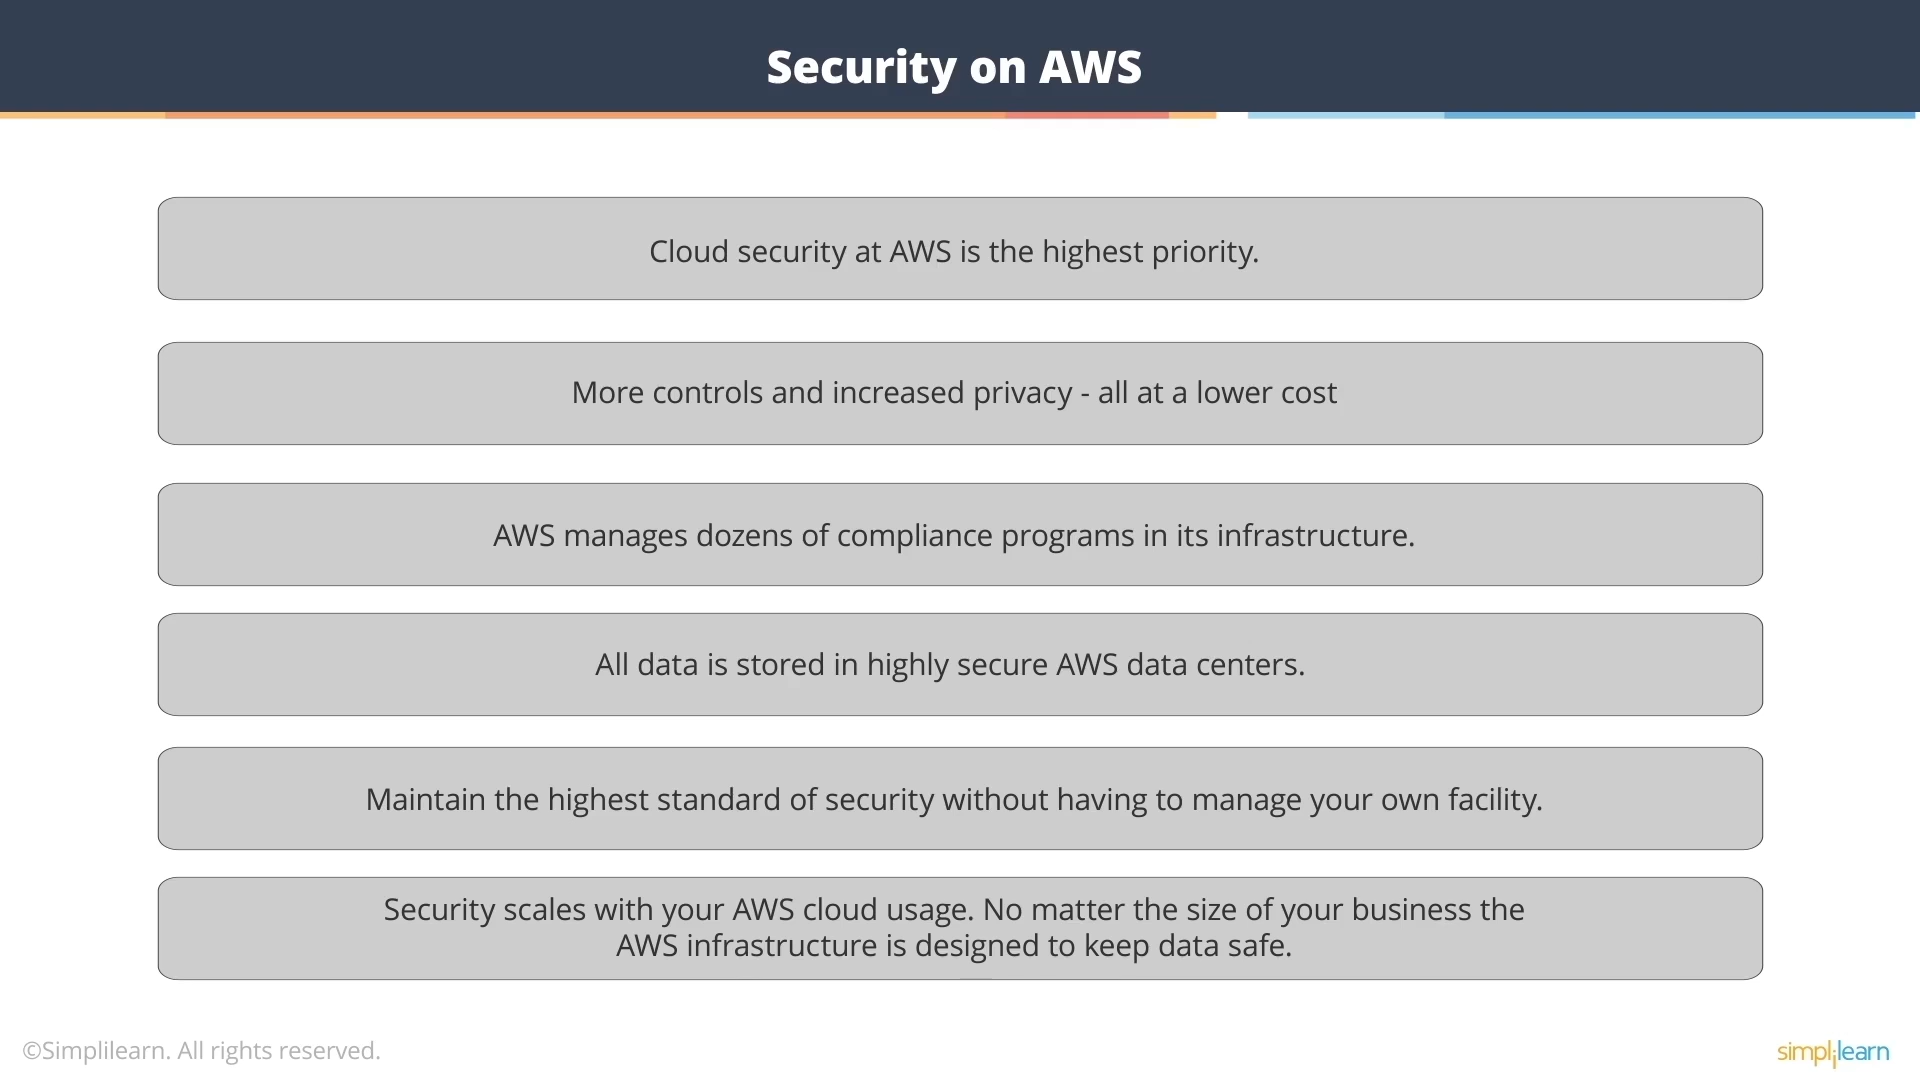 Security on AWS
Cloud security at AWS is the highest priority.
More controls and increased privacy - all at a lower cost
AWS manages dozens of compliance programs in its infrastructure.
All data is stored in highly secure AWS data centers.
Maintain the highest standard of security without having to manage your own facility.
Security scales with your AWS cloud usage. No matter the size of your business the
AWS infrastructure is designed to keep data safe.
©Simplilearn. All rights reserved.
simplilearn